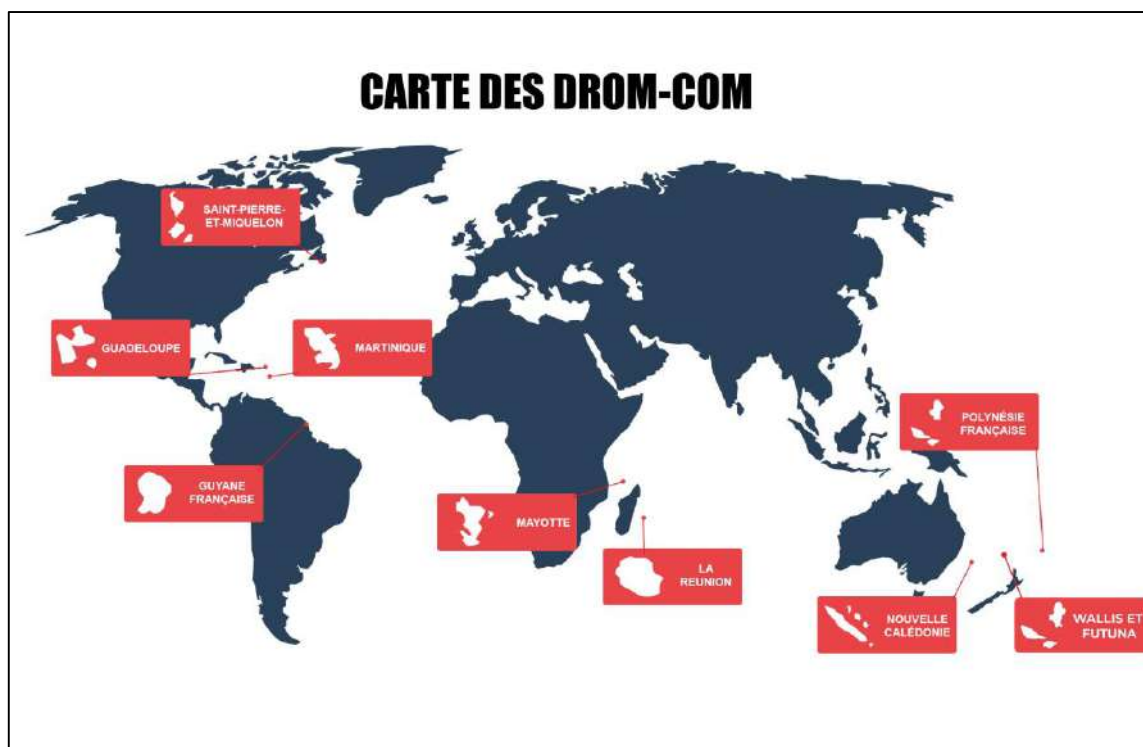 CARTE DES DROM-COM
SAINT-PIERRE-
ET-MIQUELON
GUADELOUPE
MARTINIQUE
POLYNÉSIE
FRANÇAISE
GUYANE
FRANÇAISE
MAYOTTE
LA
REUNION
NOUVELLE
CALÉDONIE
WALLIS ET
FUTUNA